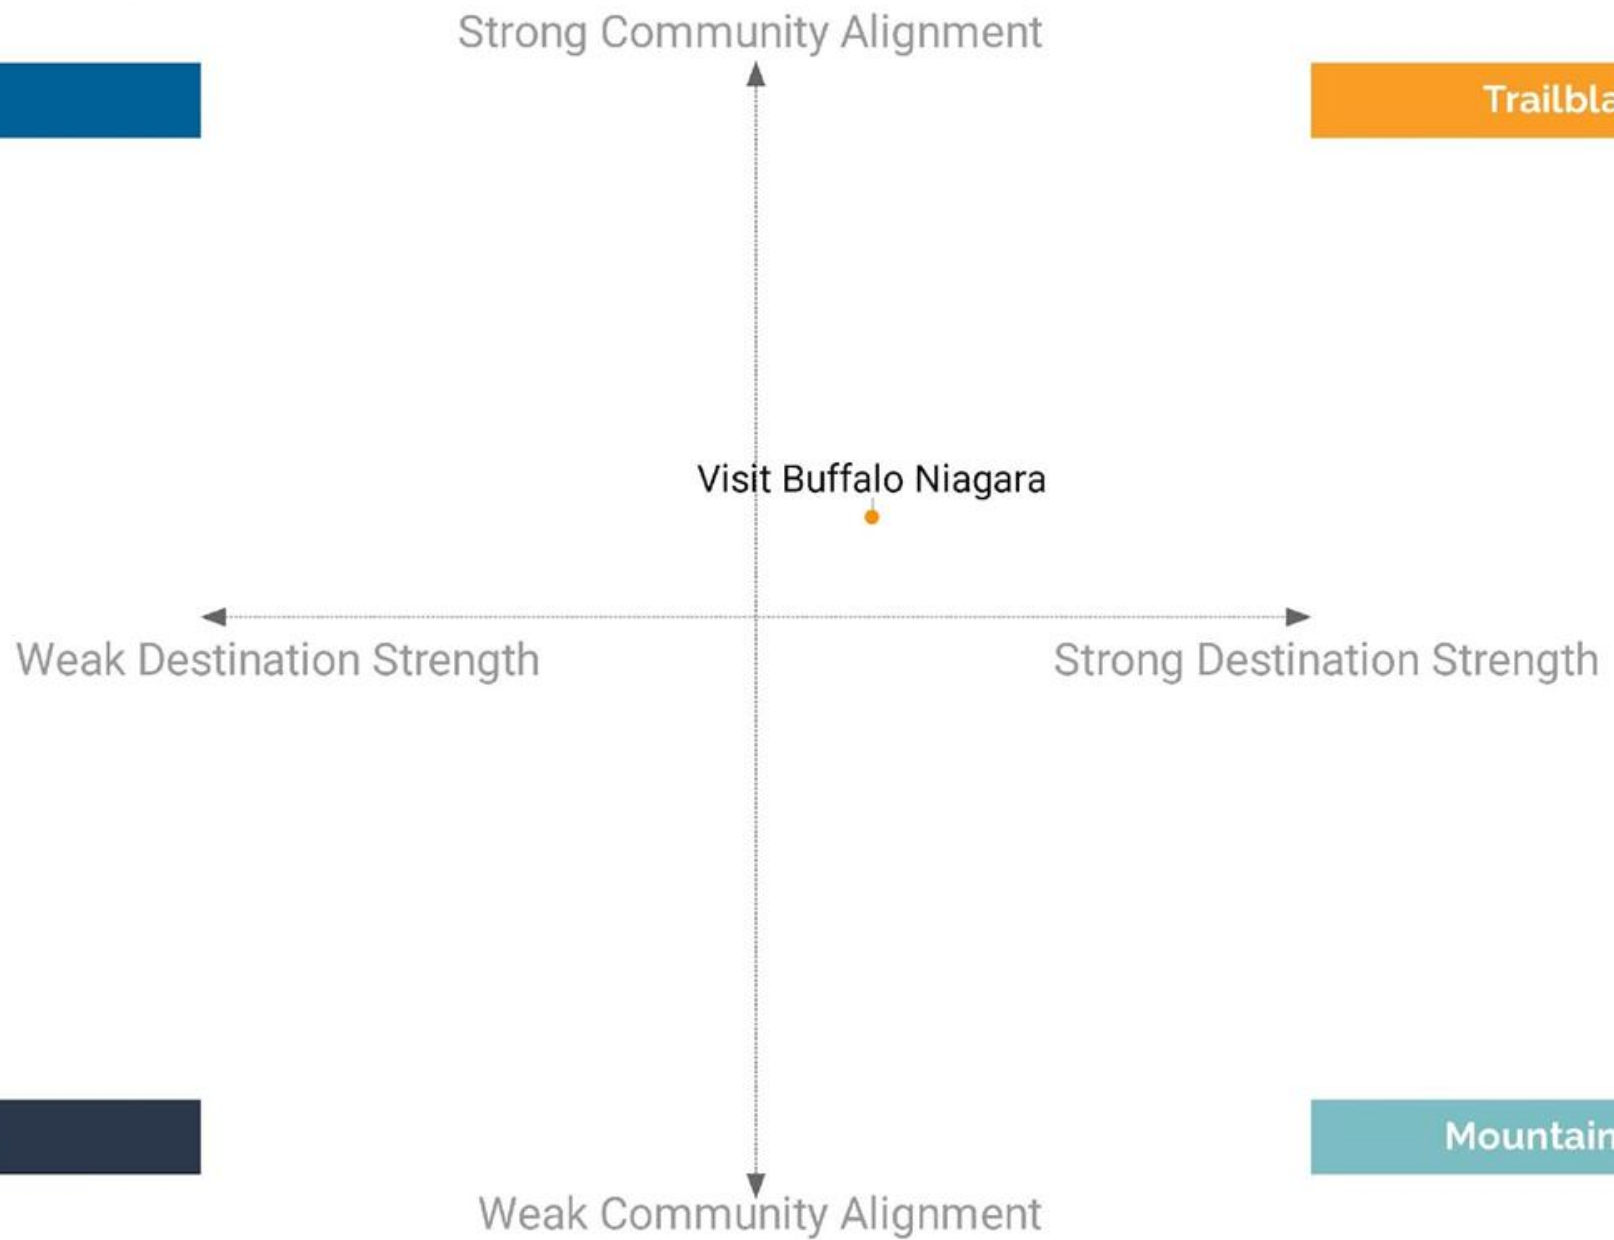 Strong Community Alignment
Trailbla
Visit Buffalo Niagara
Weak Destination Strength
Strong Destination Strength
Mountain
Weak Community Alignment